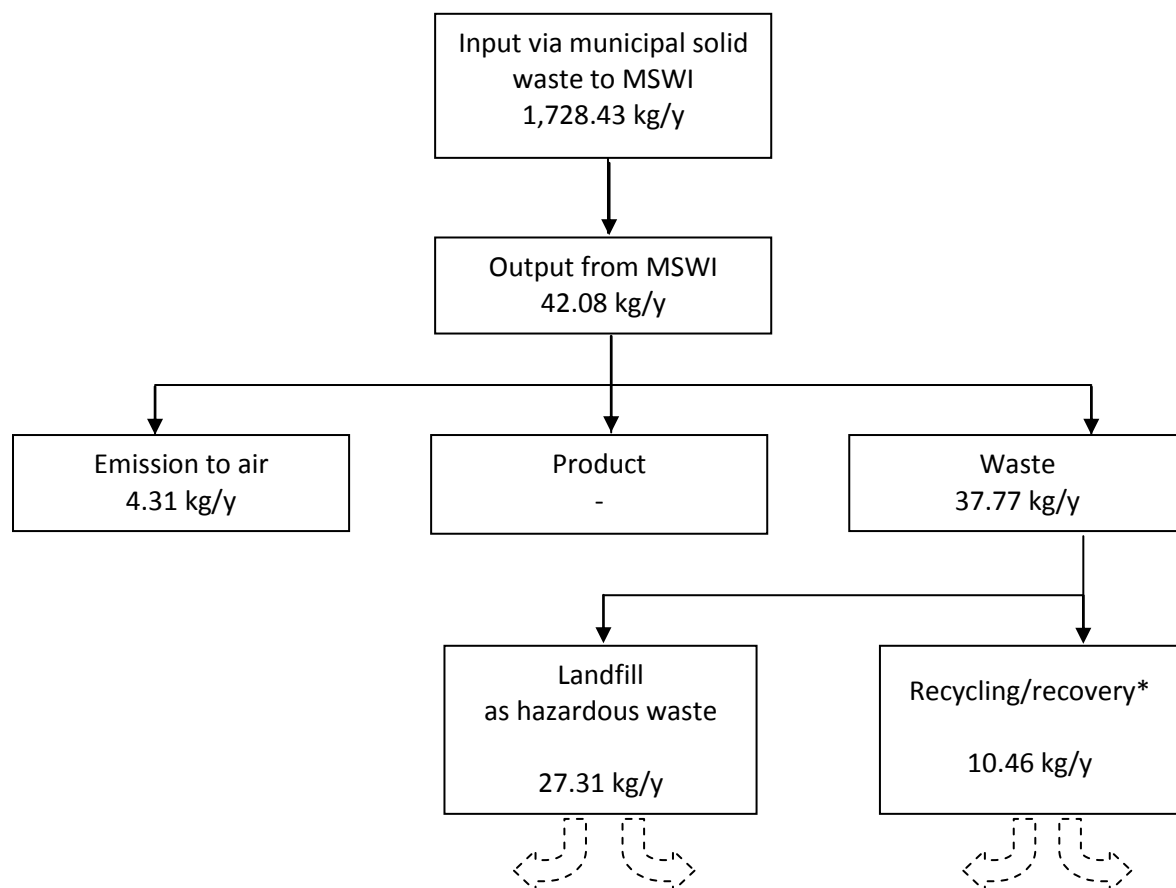 Input via municipal solid
waste to MSWI
1,728.43 kg/y
Output from MSWI
42.08 kg/y
Emission to air
4.31 kg/y
Product
-
Waste
37.77 kg/y
Landfill
as hazardous waste
27.31 kg/y
Recycling/recovery*
10.46 kg/y